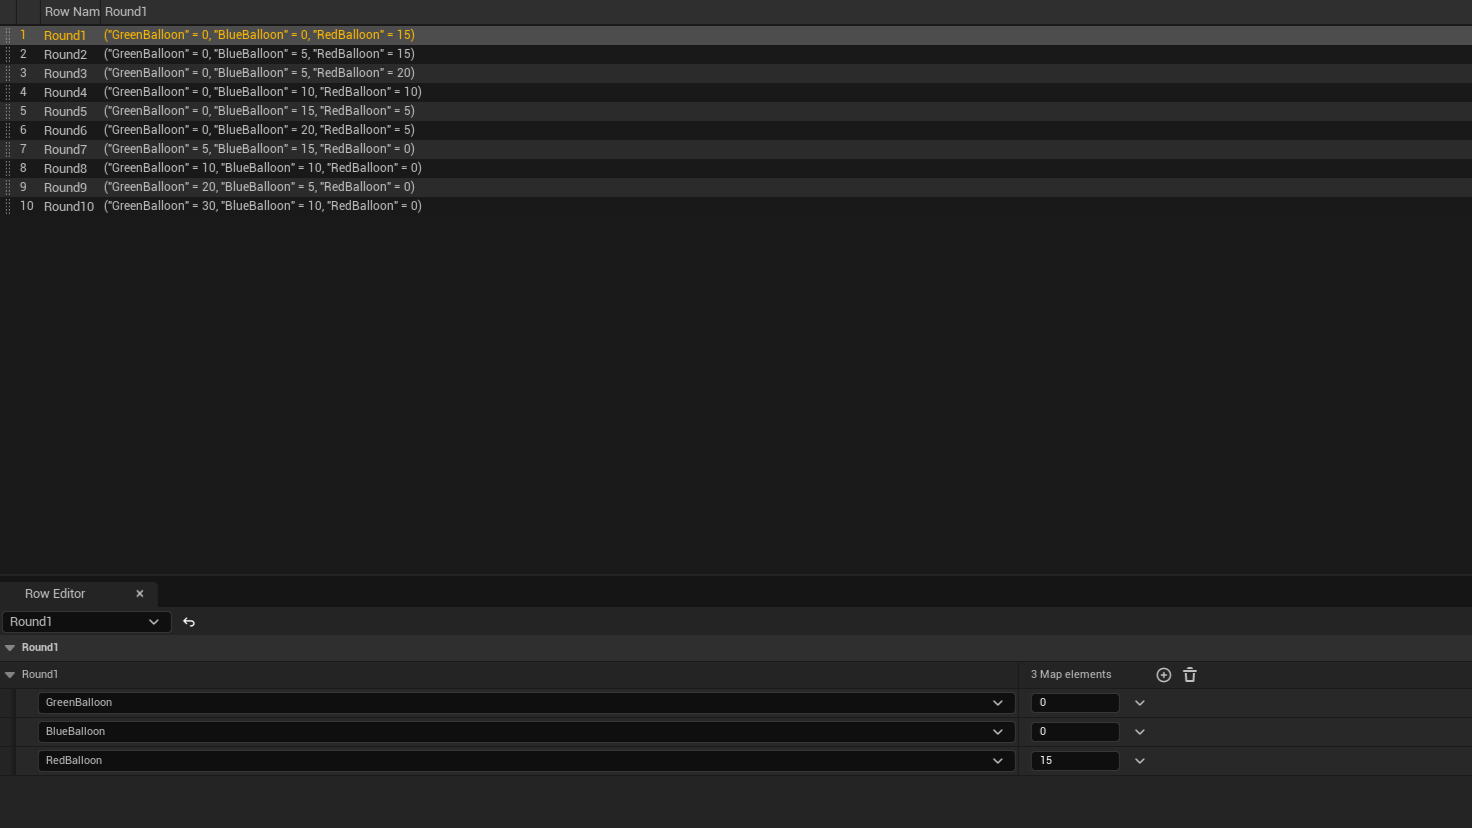 Row Nam Round1
1 Round1 ("GreenBalloon" = 0, "BlueBalloon" = 0, "RedBalloon" = 15)
2 Round2 ("GreenBalloon" = 0, "BlueBalloon" = 5, "RedBalloon" = 15)
3 Round3 ("GreenBalloon" = 0, "BlueBalloon" = 5, "RedBalloon" = 20)
4 Round4 ("GreenBalloon" = 0, "BlueBalloon" = 10, "RedBalloon" = 10)
5 Round5 ("GreenBalloon" = 0, "BlueBalloon" = 15, "RedBalloon" = 5)
6 Round6 ("GreenBalloon" = 0, "BlueBalloon" = 20, "RedBalloon" = 5)
7 Round7 ("GreenBalloon" = 5, "BlueBalloon" = 15, "RedBalloon" = 0)
8 Round8 ("GreenBalloon" = 10, "BlueBalloon" = 10, "RedBalloon" = 0)
9 Round9 ("GreenBalloon" = 20, "BlueBalloon" = 5, "RedBalloon" = 0)
10 Round10 ("GreenBalloon" = 30, "BlueBalloon" = 10, "RedBalloon" = 0)
Row Editor
Round1
Round1
Round1 3 Map elements
GreenBalloon 0
BlueBalloon 0
RedBalloon 15